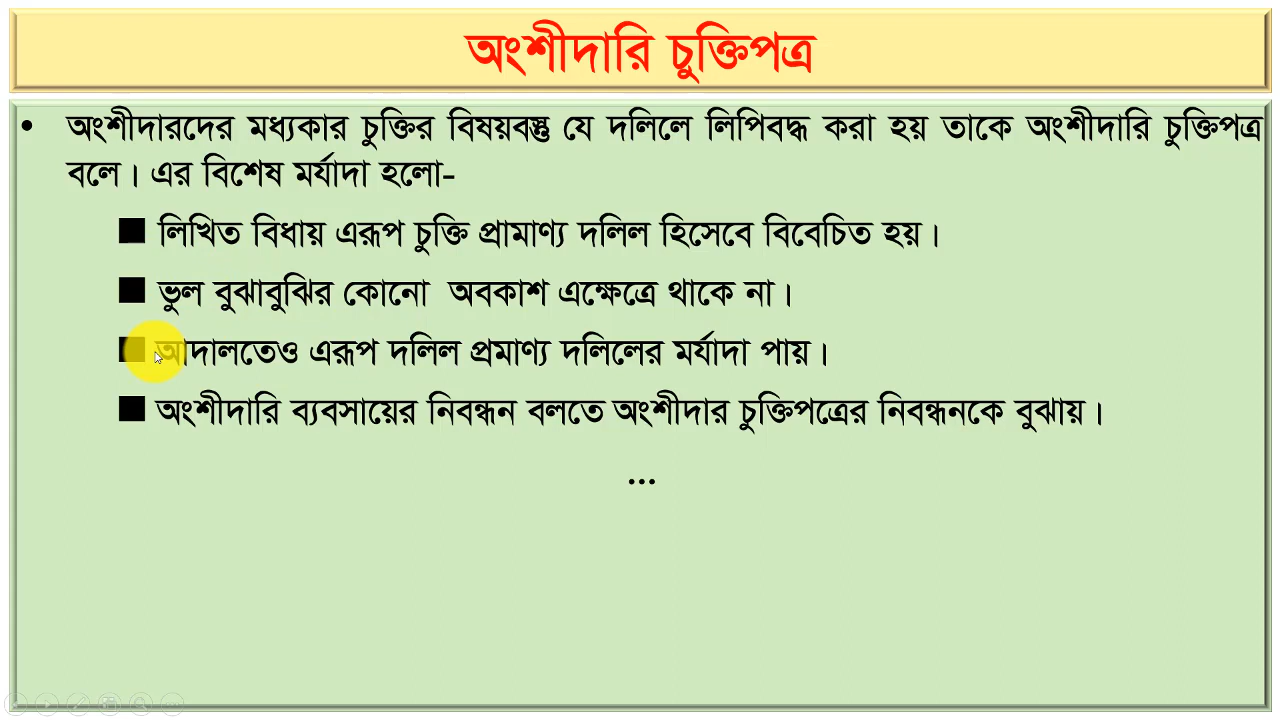 অংশীদারি চুক্তিপত্র
• অংশীদারদের মধ্যকার চুক্তির বিষয়বস্তু যে দলিলে লিপিবদ্ধ করা হয় তাকে অংশীদারি চুক্তিপত্র
বলে। এর বিশেষ মর্যাদা হলো-
■ লিখিত বিধায় এরূপ চুক্তি প্রামাণ্য দলিল হিসেবে বিবেচিত হয়।
■ ভুল বুঝাবুঝির কোনো অবকাশ এক্ষেত্রে থাকে না।
■ আদালতেও এরূপ দলিল প্রমাণ্য দলিলের মর্যাদা পায়।
■ অংশীদারি ব্যবসায়ের নিবন্ধন বলতে অংশীদার চুক্তিপত্রের নিবন্ধনকে বুঝায়।
...